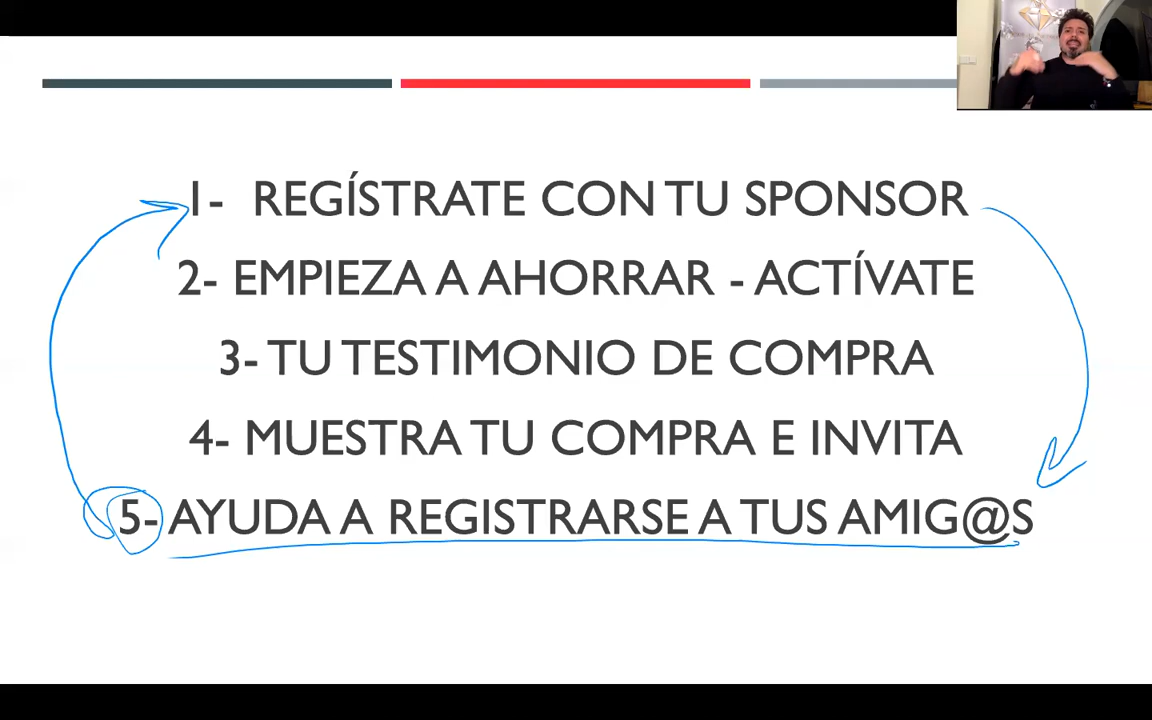 1- REGÍSTRATE CON TU SPONSOR
2- EMPIEZA A AHORRAR - ACTÍVATE
3- TU TESTIMONIO DE COMPRA
4- MUESTRA TU COMPRA E INVITA
5- AYUDA A REGISTRARSE A TUS AMIG@S